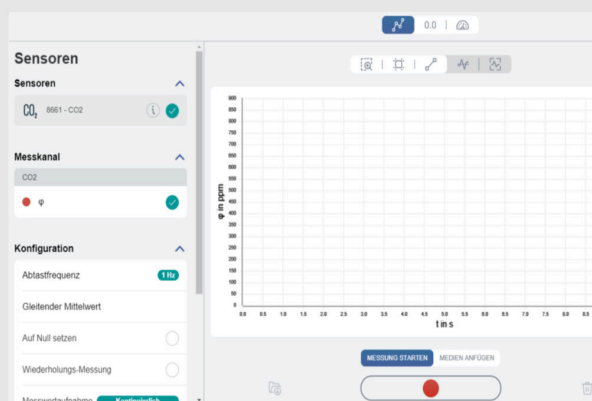 0.0
Sensoren
Sensoren
CO₂ 8661 - CO2
Messkanal
CO2
φ
Konfiguration
Abtastfrequenz 1 Hz
Gleitender Mittelwert
Auf Null setzen
Wiederholungs-Messung
Messwertaufnahme Kontinuierlich
φ in ppm
900
850
800
750
700
650
600
550
500
450
400
350
300
250
200
150
100
50
0
0.0 0.5 1.0 1.5 2.0 2.5 3.0 3.5 4.0 4.5 5.0 5.5 6.0 6.5 7.0 7.5 8.0 8.5
t in s
MESSUNG STARTEN MEDIEN ANFÜGEN